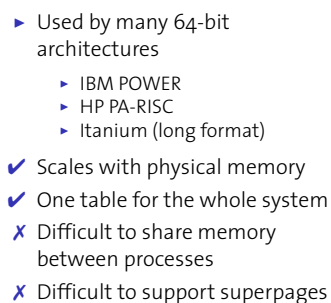 ▶ Used by many 64-bit
architectures
▶ IBM POWER
▶ HP PA-RISC
▶ Itanium (long format)
✔ Scales with physical memory
✔ One table for the whole system
✗ Difficult to share memory
between processes
✗ Difficult to support superpages